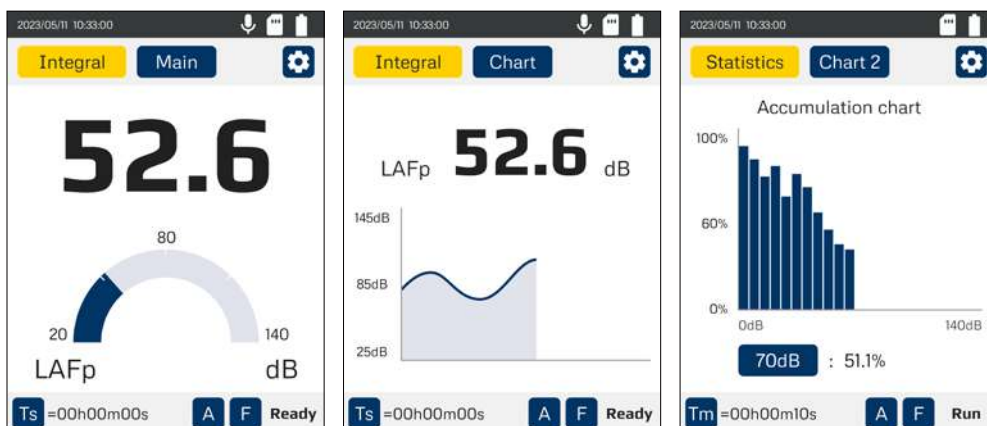 2023/05/11 10:33:00
Integral Main
52.6
80
20 140
LAFp dB
Ts =00h00m00s A F Ready
2023/05/11 10:33:00
Integral Chart
LAFp 52.6 dB
145dB
85dB
25dB
Ts =00h00m00s A F Ready
2023/05/11 10:33:00
Statistics Chart 2
Accumulation chart
100%
60%
0%
0dB 140dB
70dB : 51.1%
Tm =00h00m10s A F Run